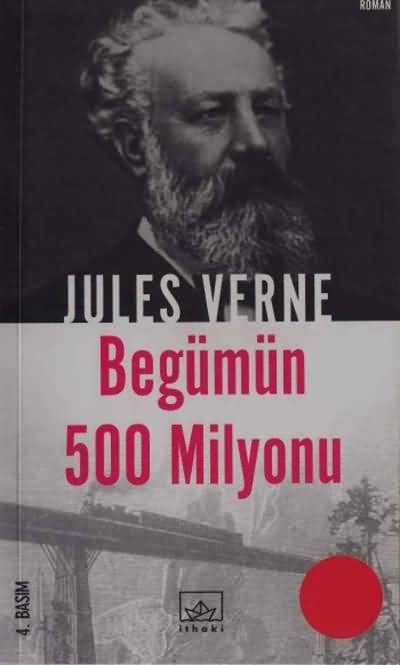 ROMAN
JULES VERNE
Begümün
500 Milyonu
4. BASIM
ithaki